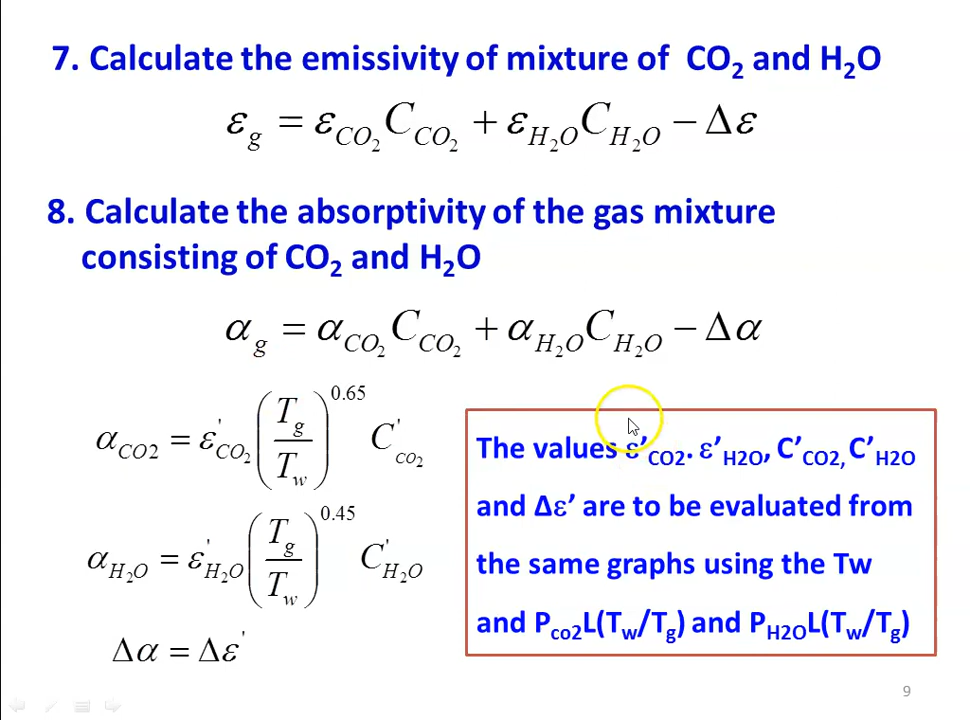 7. Calculate the emissivity of mixture of CO₂ and H₂O
ε_g = ε_CO₂ C_CO₂ + ε_H₂O C_H₂O − Δε
8. Calculate the absorptivity of the gas mixture
consisting of CO₂ and H₂O
α_g = α_CO₂ C_CO₂ + α_H₂O C_H₂O − Δα
α_CO2 = ε'_CO₂ (T_g/T_w)^0.65 C'_CO₂
α_H₂O = ε'_H₂O (T_g/T_w)^0.45 C'_H₂O
Δα = Δε'
The values ε’_CO2. ε’_H2O, C’_CO2, C’_H2O
and Δε’ are to be evaluated from
the same graphs using the Tw
and P_co2L(T_w/T_g) and P_H2OL(T_w/T_g)
9